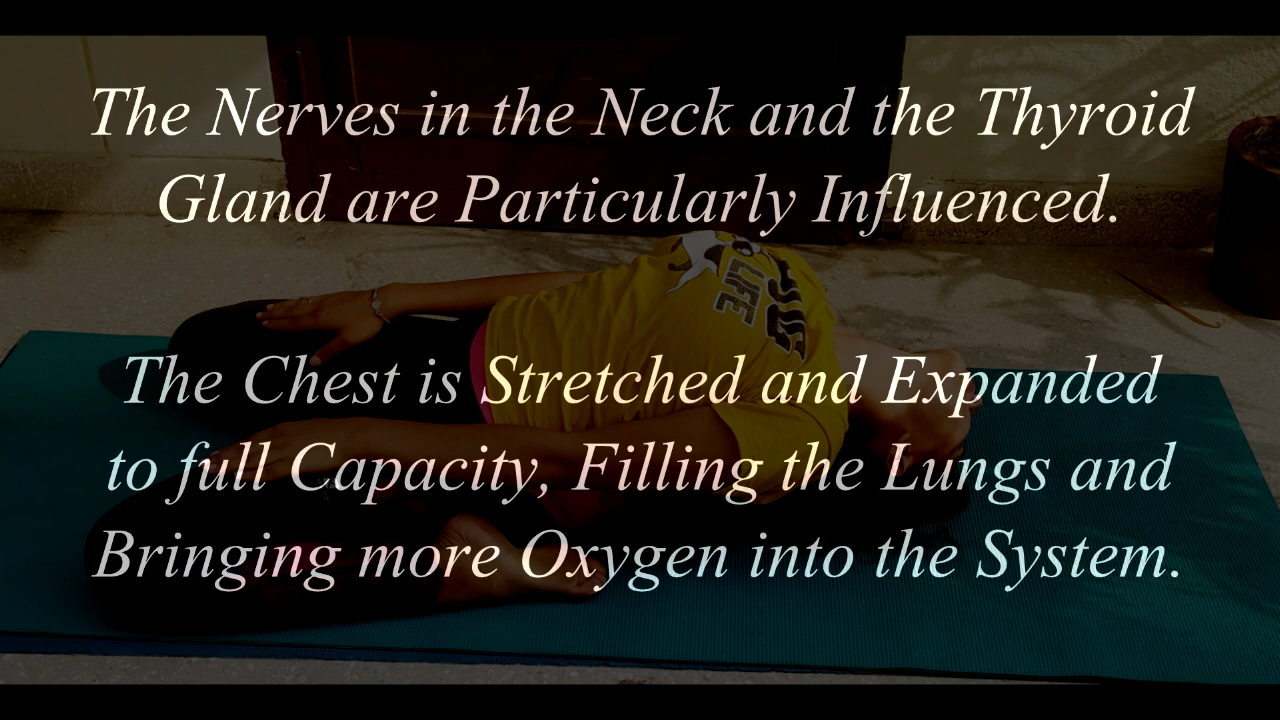 The Nerves in the Neck and the Thyroid
Gland are Particularly Influenced.
The Chest is Stretched and Expanded
to full Capacity, Filling the Lungs and
Bringing more Oxygen into the System.
LIFE